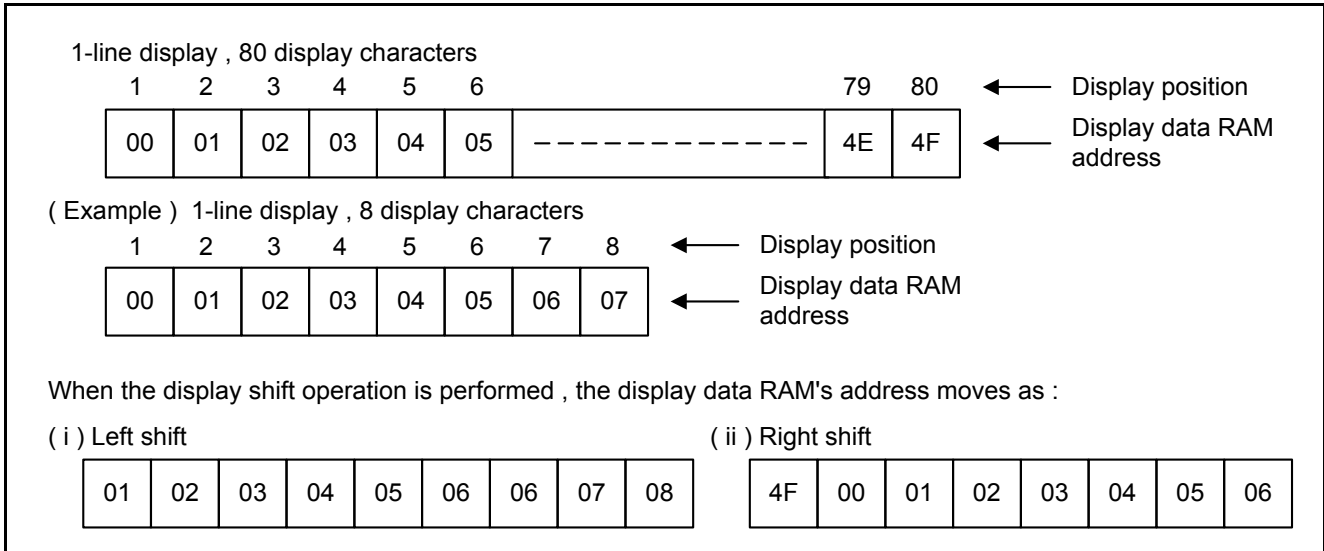 1-line display , 80 display characters
1 2 3 4 5 6 79 80 Display position
00 01 02 03 04 05 4E 4F Display data RAM address
( Example ) 1-line display , 8 display characters
1 2 3 4 5 6 7 8 Display position
00 01 02 03 04 05 06 07 Display data RAM address
When the display shift operation is performed , the display data RAM's address moves as :
( i ) Left shift ( ii ) Right shift
01 02 03 04 05 06 06 07 08 4F 00 01 02 03 04 05 06